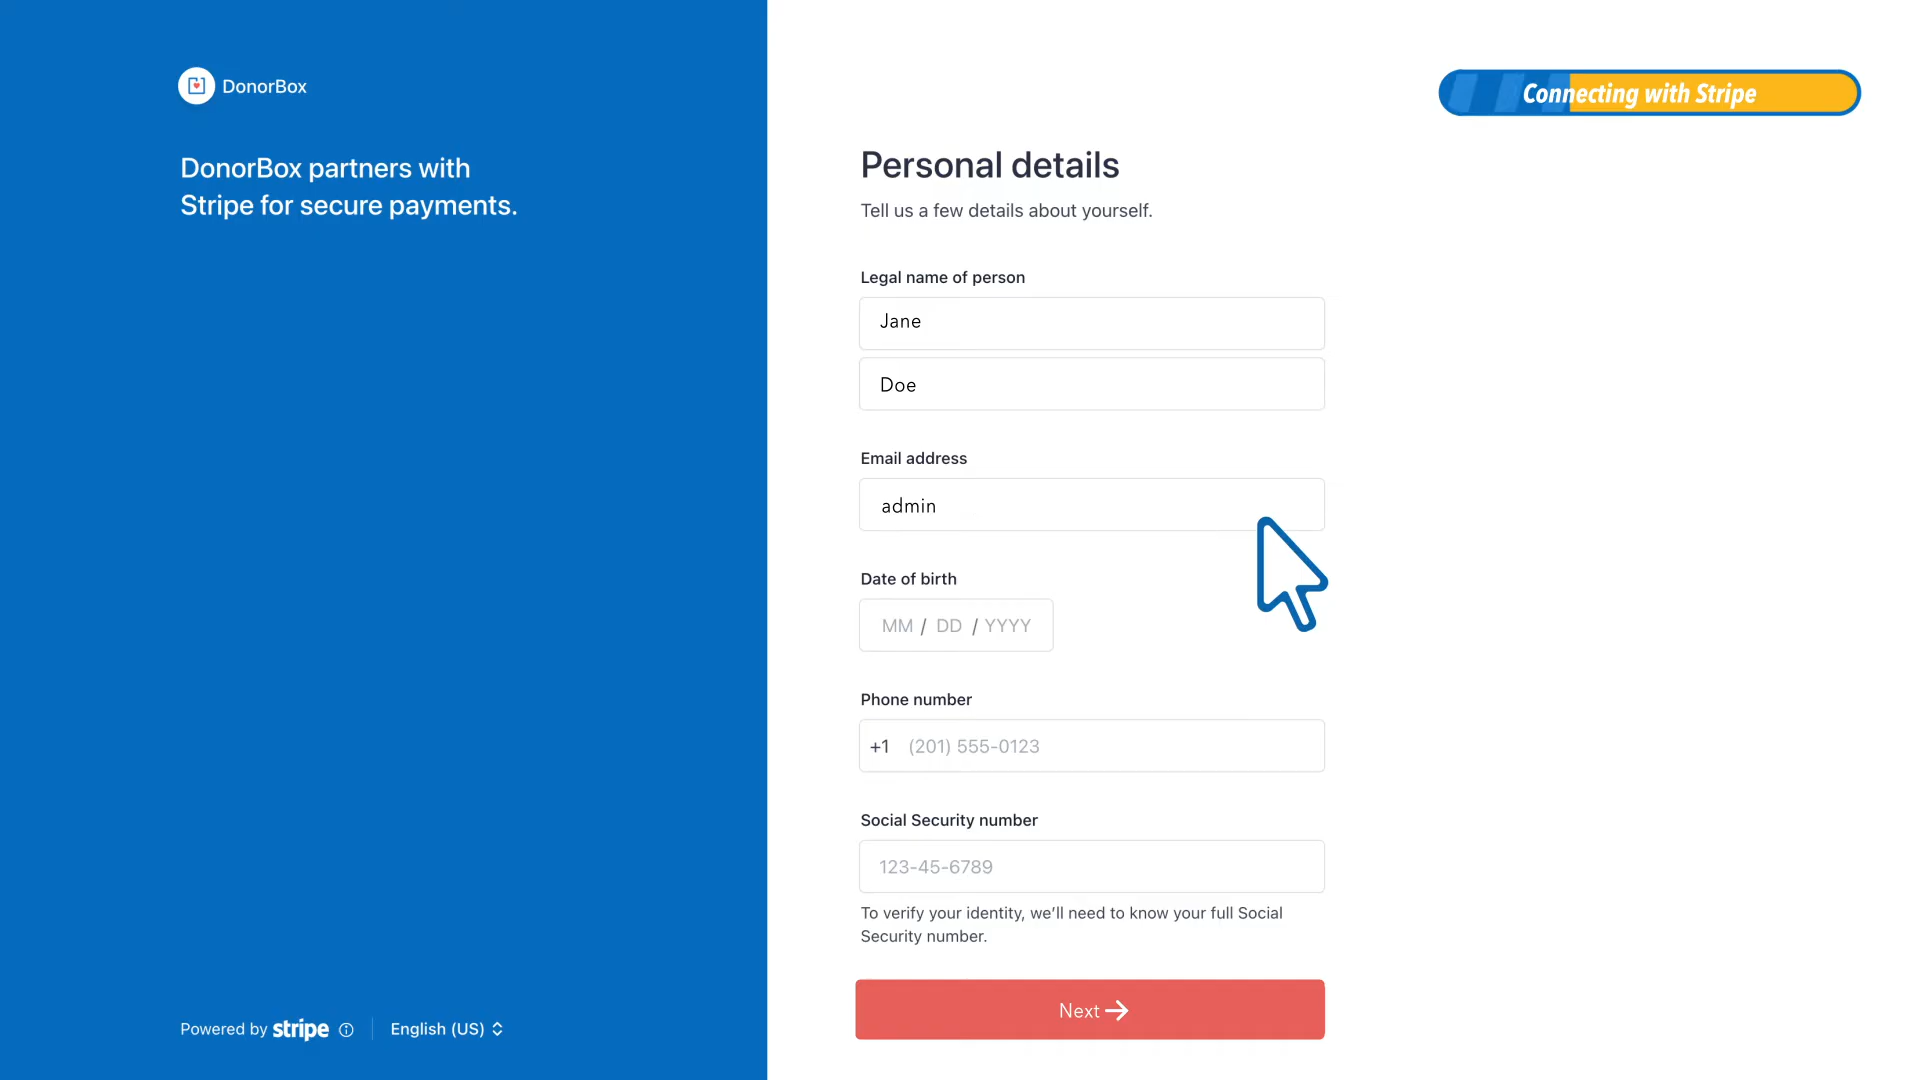 DonorBox
DonorBox partners with
Stripe for secure payments.
Powered by stripe
English (US)
Connecting with Stripe
Personal details
Tell us a few details about yourself.
Legal name of person
Jane
Doe
Email address
admin
Date of birth
MM / DD / YYYY
Phone number
+1 (201) 555-0123
Social Security number
123-45-6789
To verify your identity, we’ll need to know your full Social
Security number.
Next